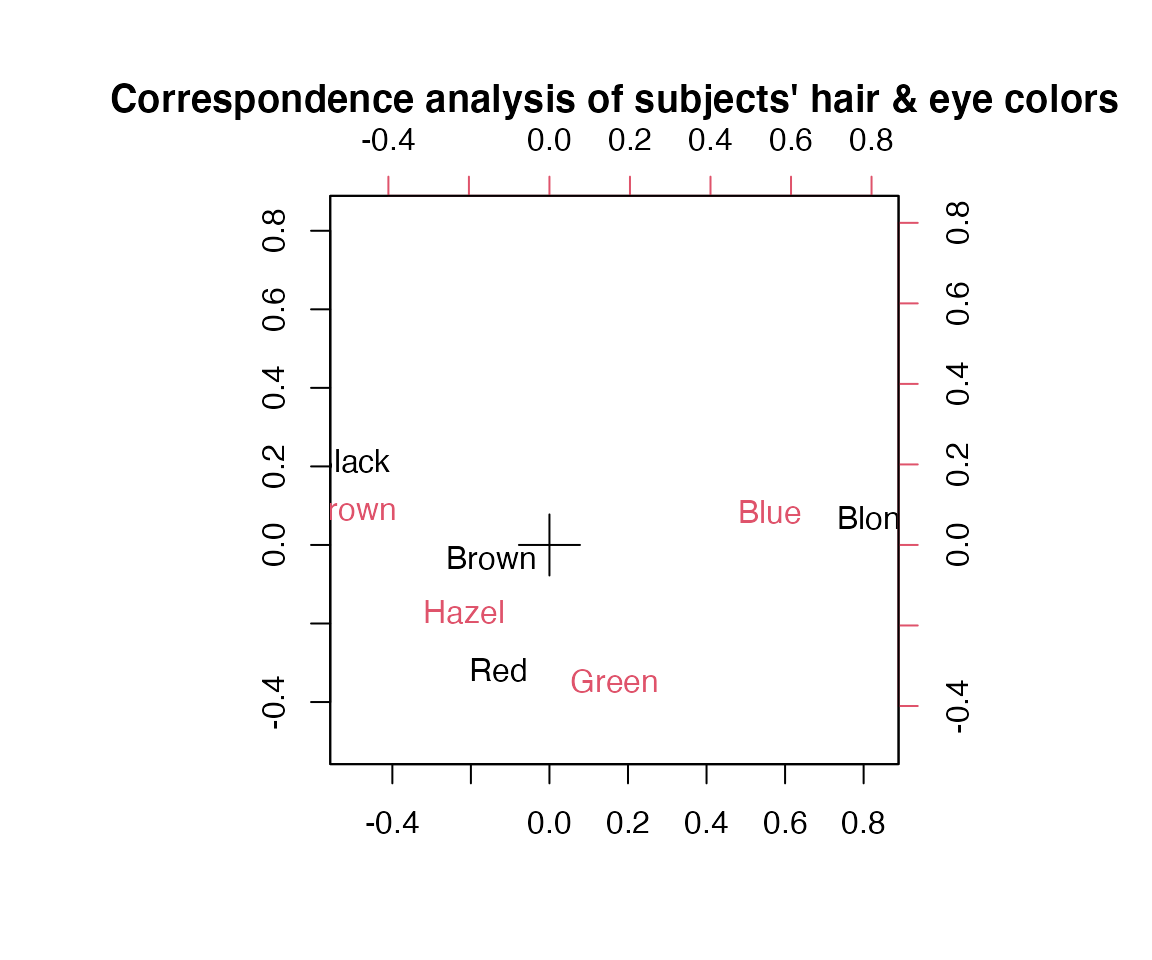 Correspondence analysis of subjects' hair & eye colors
-0.4 0.0 0.2 0.4 0.6 0.8
0.8 0.8
0.6 0.6
0.4 0.4
0.2 lack 0.2
rown Blue Blon
0.0 Brown 0.0
Hazel
Red Green
-0.4 -0.4
-0.4 0.0 0.2 0.4 0.6 0.8